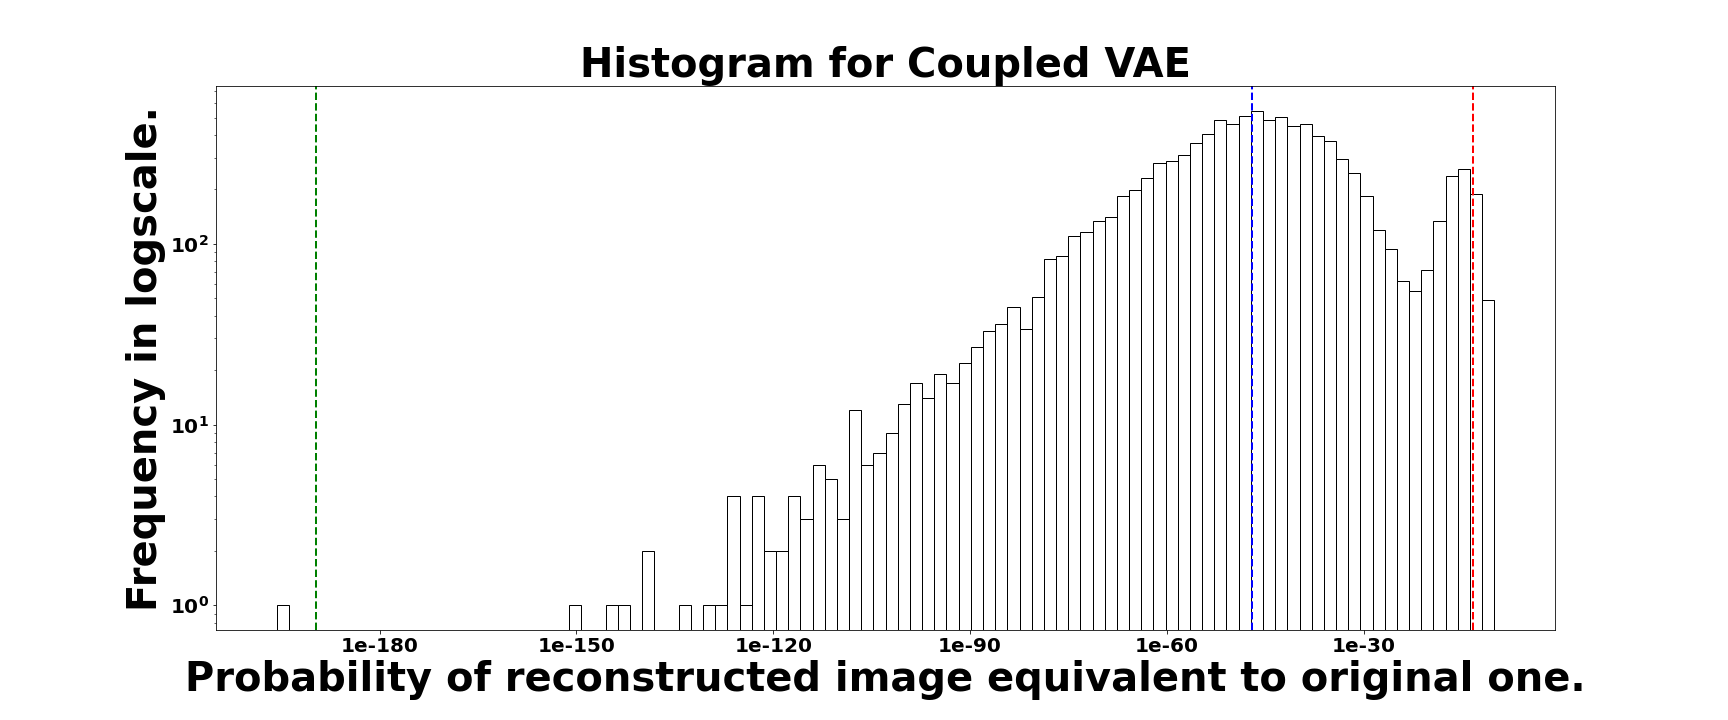 Histogram for Coupled VAE
Frequency in logscale.
10²
10¹
10⁰
1e-180 1e-150 1e-120 1e-90 1e-60 1e-30
Probability of reconstructed image equivalent to original one.